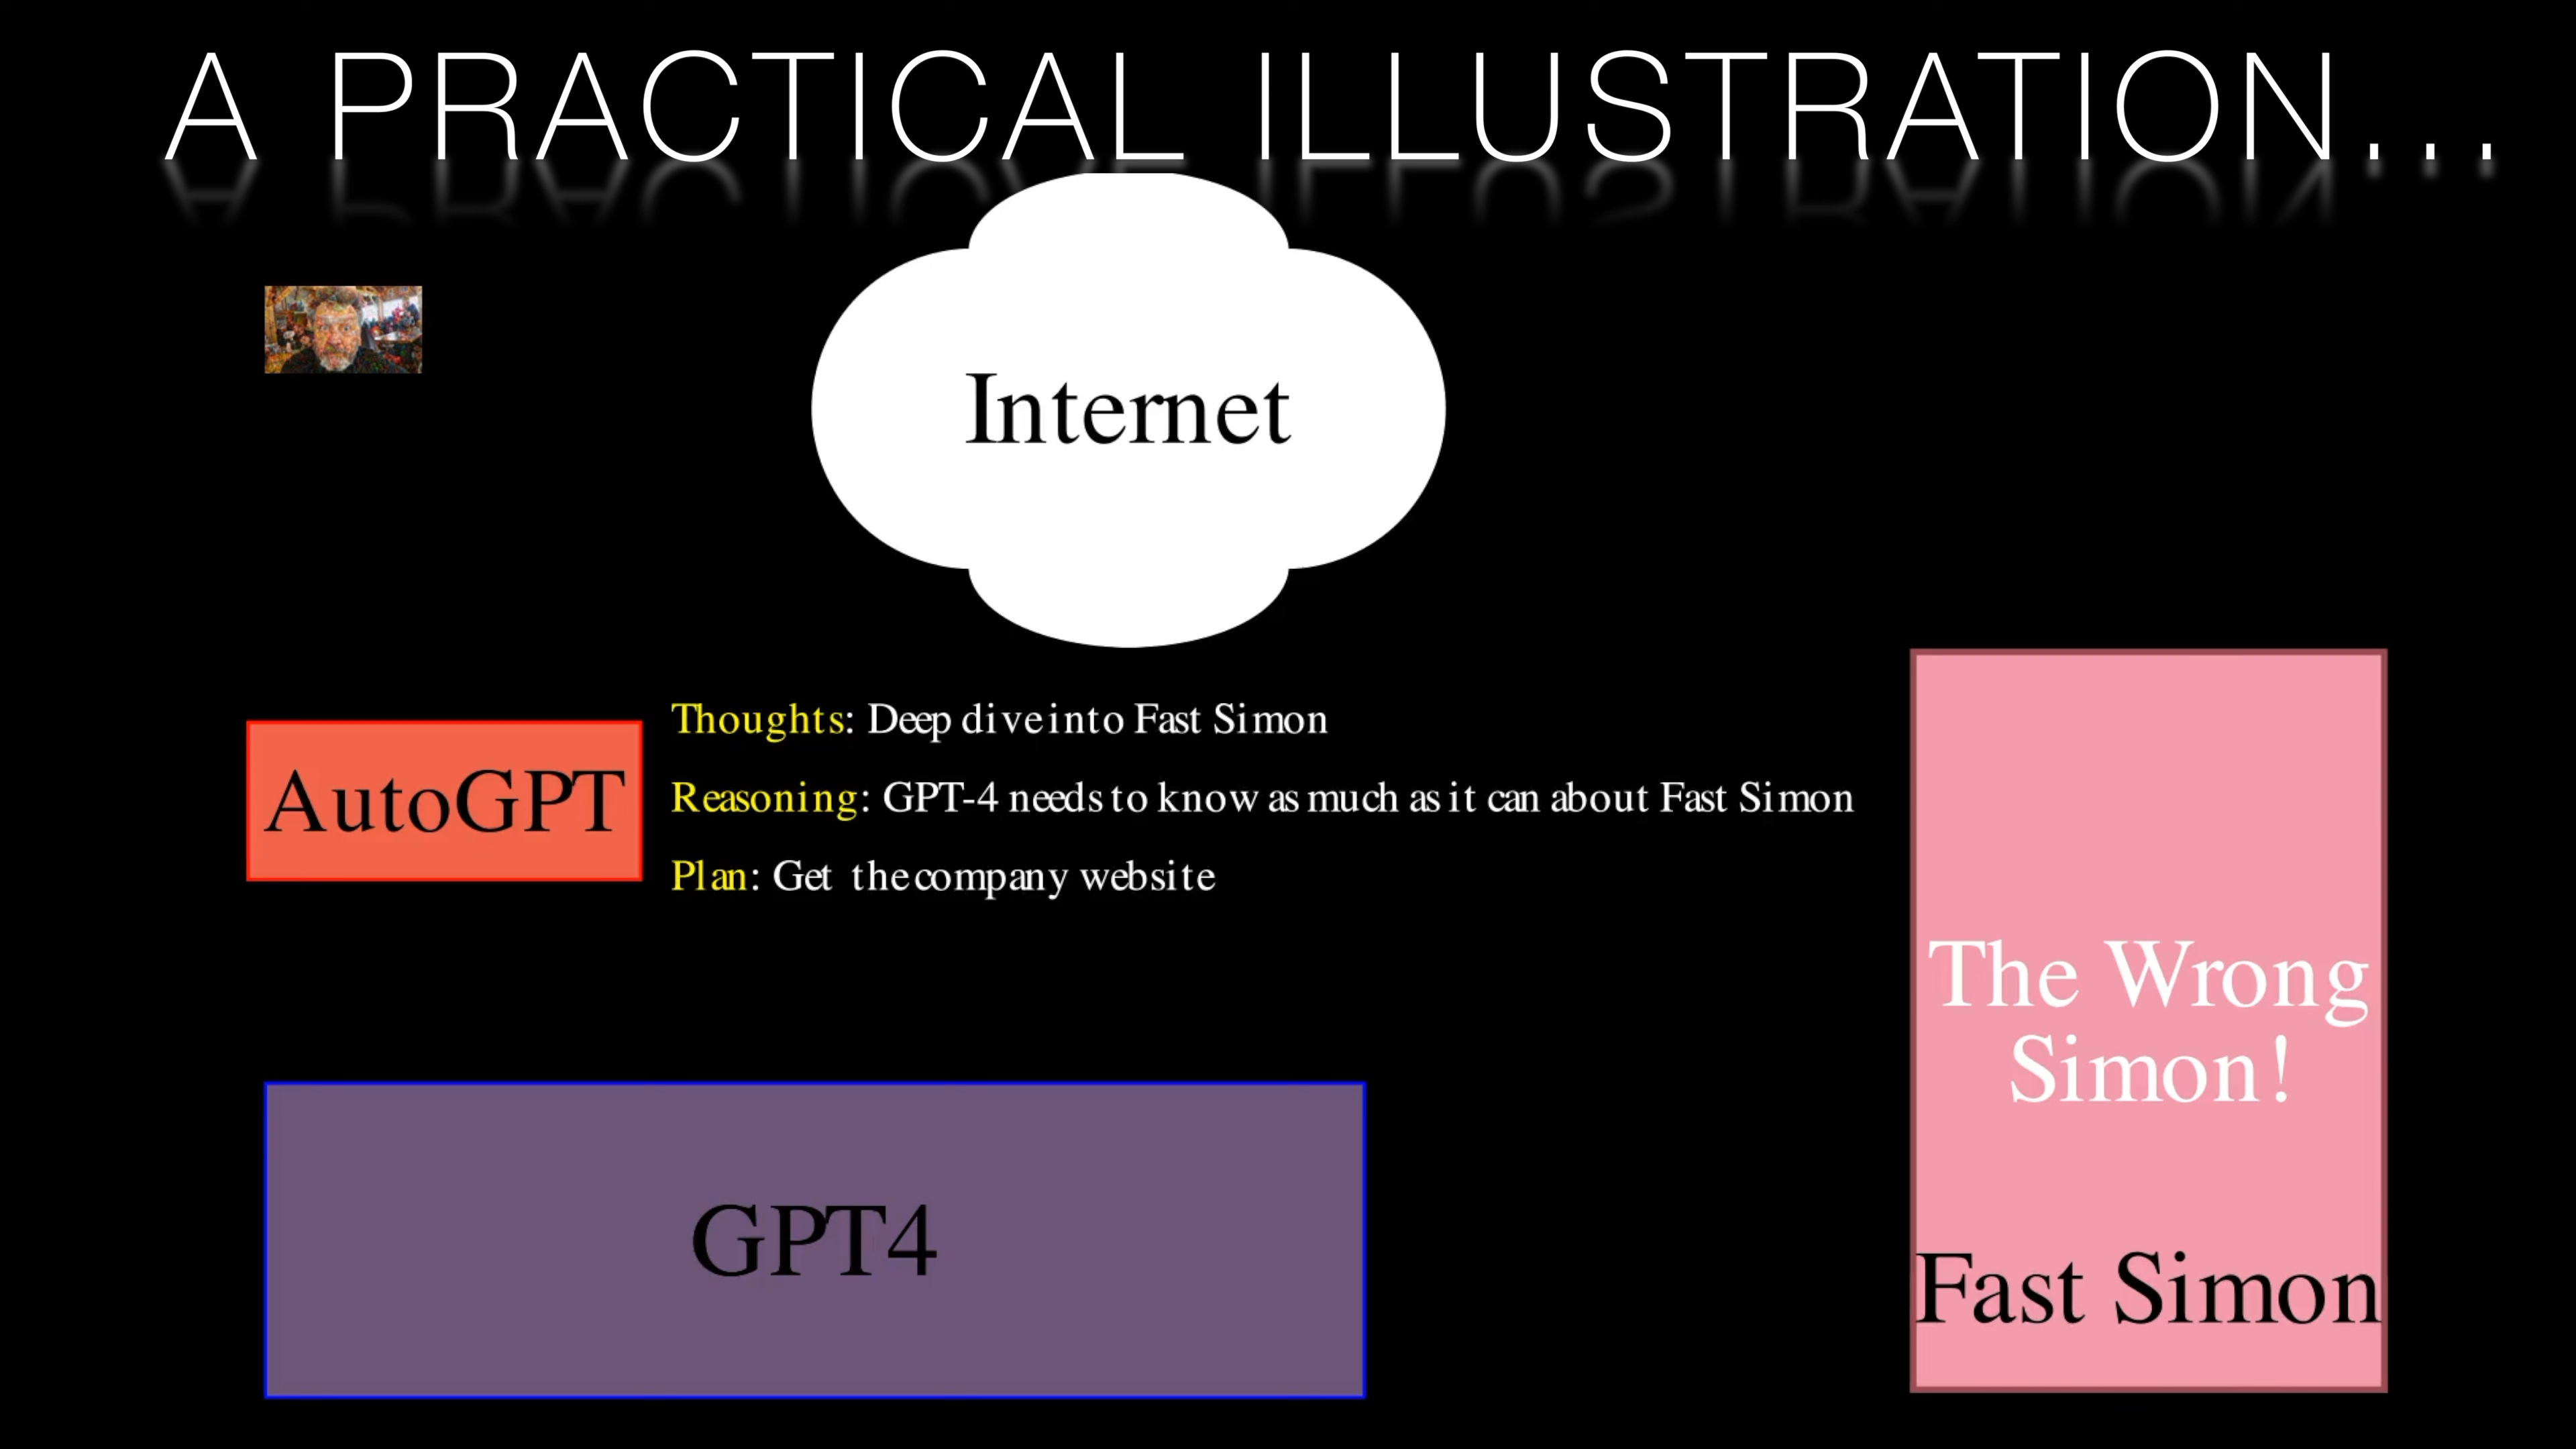 A PRACTICAL ILLUSTRATION...
Internet
AutoGPT
Thoughts: Deep dive into Fast Simon
Reasoning: GPT-4 needs to know as much as it can about Fast Simon
Plan: Get the company website
The Wrong
Simon!
GPT4
Fast Simon